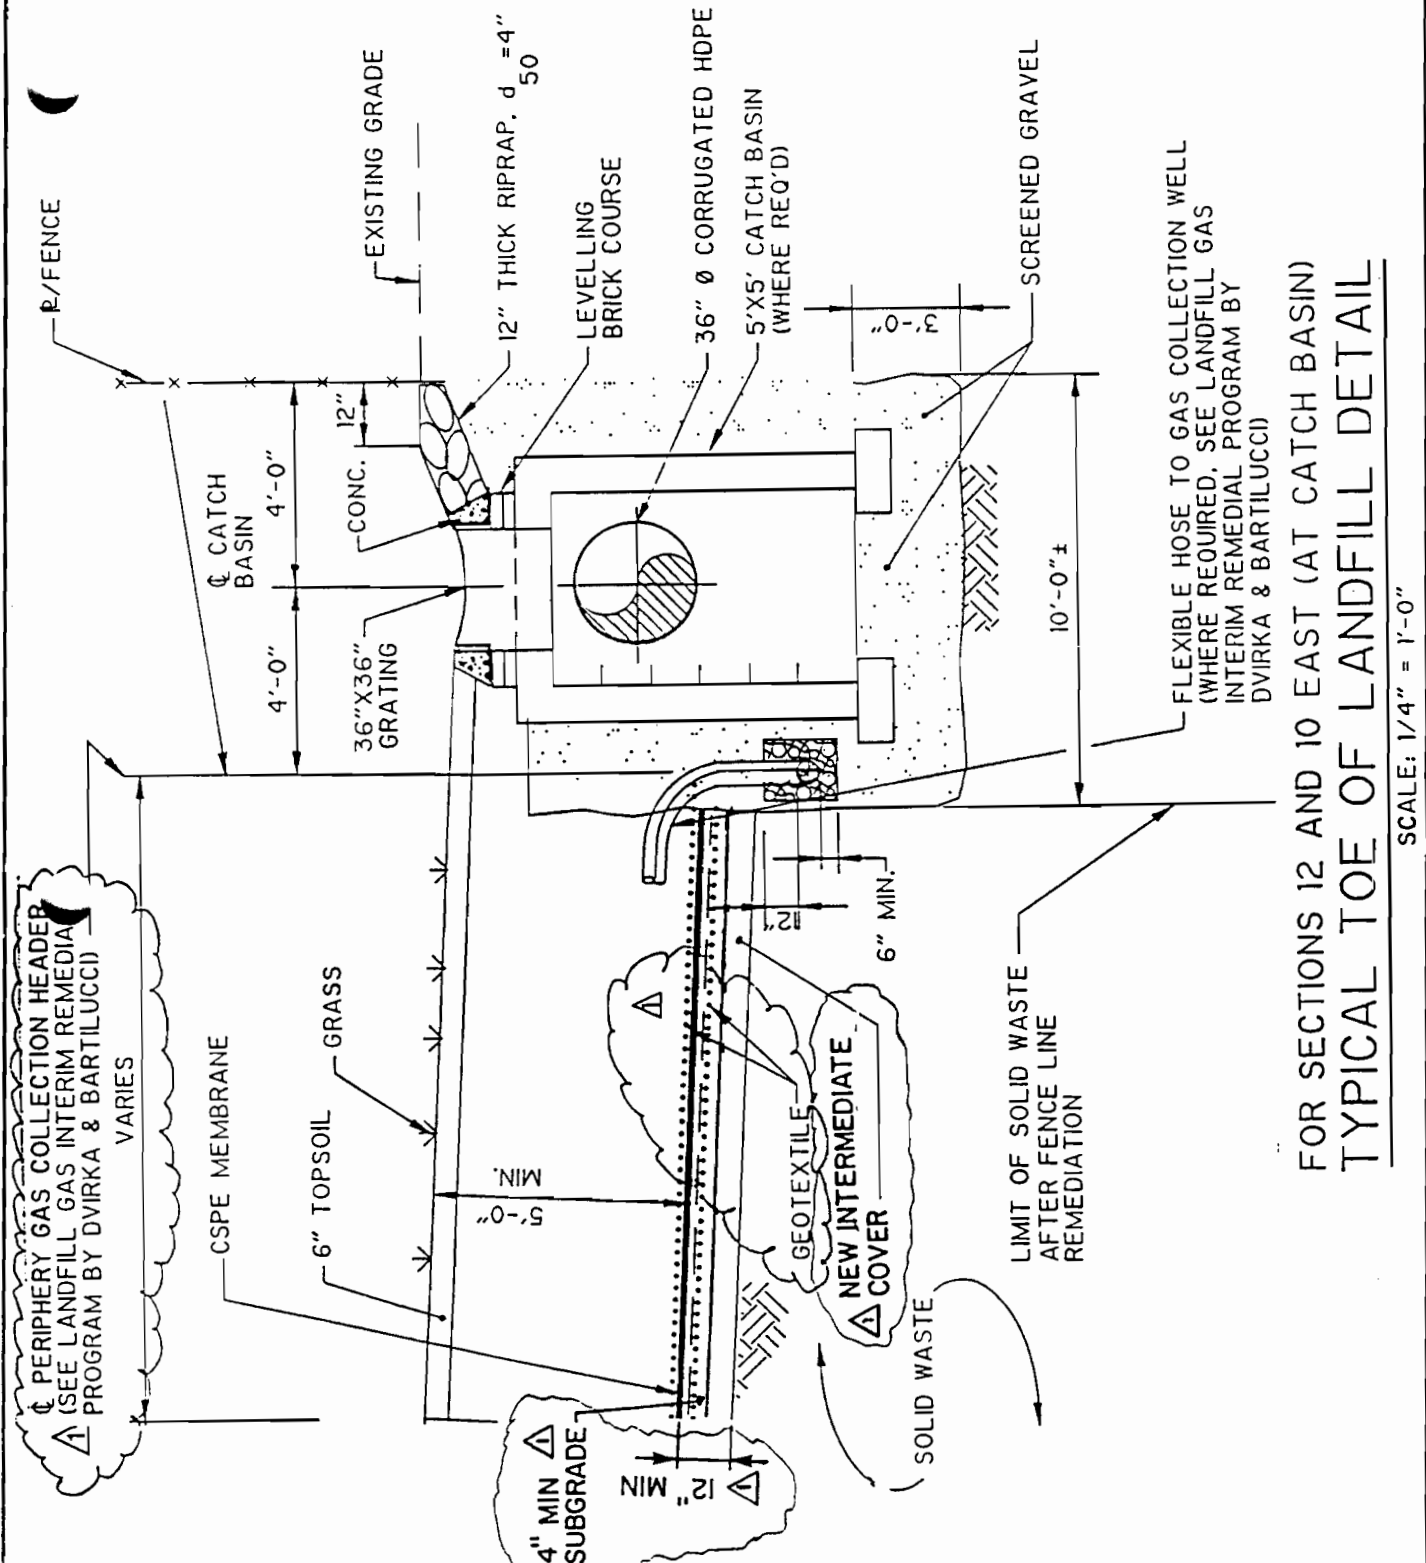 ℄ PERIPHERY GAS COLLECTION HEADER
(SEE LANDFILL GAS INTERIM REMEDIA
PROGRAM BY DVIRKA & BARTILUCCI)
1
VARIES
CSPE MEMBRANE
6" TOPSOIL
GRASS
5'-0"
MIN.
4" MIN
1
SUBGRADE
12" MIN
1
℄ CATCH
BASIN
4'-0"
4'-0"
12"
CONC.
36"X36"
GRATING
℄/FENCE
EXISTING GRADE
12" THICK RIPRAP, d50 =4"
LEVELLING
BRICK COURSE
36" Ø CORRUGATED HDPE
5'X5' CATCH BASIN
(WHERE REQ'D)
3'-0"
SCREENED GRAVEL
10'-0"±
12"
6" MIN.
1
GEOTEXTILE
NEW INTERMEDIATE
1
COVER
SOLID WASTE
LIMIT OF SOLID WASTE
AFTER FENCE LINE
REMEDIATION
FLEXIBLE HOSE TO GAS COLLECTION WELL
(WHERE REQUIRED, SEE LANDFILL GAS
INTERIM REMEDIAL PROGRAM BY
DVIRKA & BARTILUCCI)
FOR SECTIONS 12 AND 10 EAST (AT CATCH BASIN)
TYPICAL TOE OF LANDFILL DETAIL
SCALE: 1/4" = 1'-0"